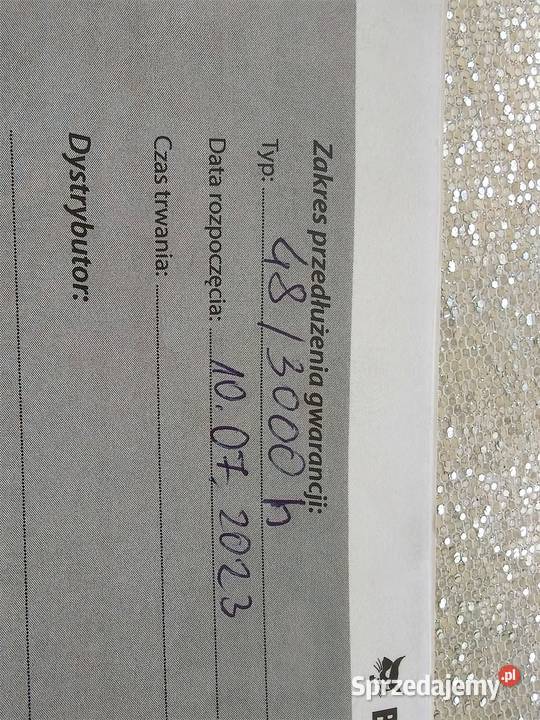 Zakres przedłużenia gwarancji:
Typ: 48/3000 h
Data rozpoczęcia: 10.07.2023
Czas trwania:
Dystrybutor:
Sprzedajemy.pl